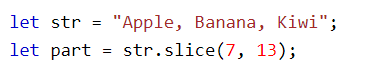 let str = "Apple, Banana, Kiwi";
let part = str.slice(7, 13);